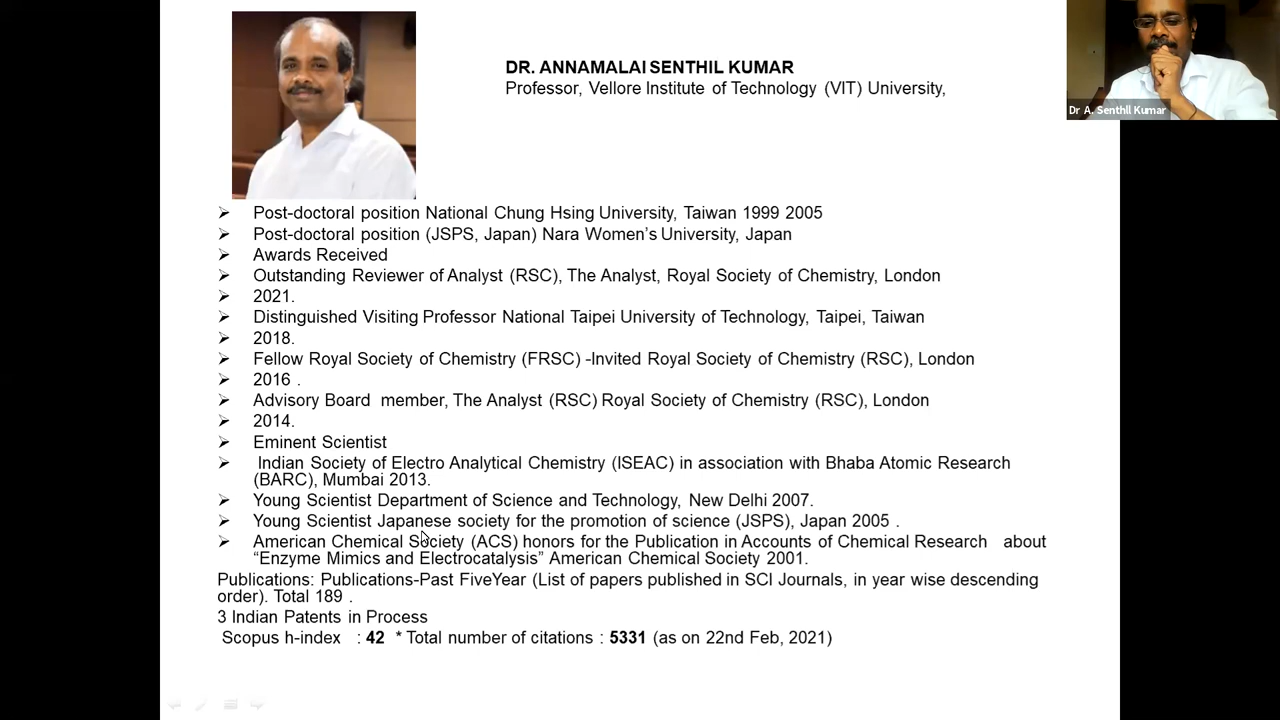 DR. ANNAMALAI SENTHIL KUMAR
Professor, Vellore Institute of Technology (VIT) University,
Dr A. Senthil Kumar
Post-doctoral position National Chung Hsing University, Taiwan 1999 2005
Post-doctoral position (JSPS, Japan) Nara Women's University, Japan
Awards Received
Outstanding Reviewer of Analyst (RSC), The Analyst, Royal Society of Chemistry, London
2021.
Distinguished Visiting Professor National Taipei University of Technology, Taipei, Taiwan
2018.
Fellow Royal Society of Chemistry (FRSC) -Invited Royal Society of Chemistry (RSC), London
2016 .
Advisory Board member, The Analyst (RSC) Royal Society of Chemistry (RSC), London
2014.
Eminent Scientist
Indian Society of Electro Analytical Chemistry (ISEAC) in association with Bhaba Atomic Research
(BARC), Mumbai 2013.
Young Scientist Department of Science and Technology, New Delhi 2007.
Young Scientist Japanese society for the promotion of science (JSPS), Japan 2005 .
American Chemical Society (ACS) honors for the Publication in Accounts of Chemical Research about
“Enzyme Mimics and Electrocatalysis” American Chemical Society 2001.
Publications: Publications-Past FiveYear (List of papers published in SCI Journals, in year wise descending
order). Total 189 .
3 Indian Patents in Process
Scopus h-index : 42 * Total number of citations : 5331 (as on 22nd Feb, 2021)